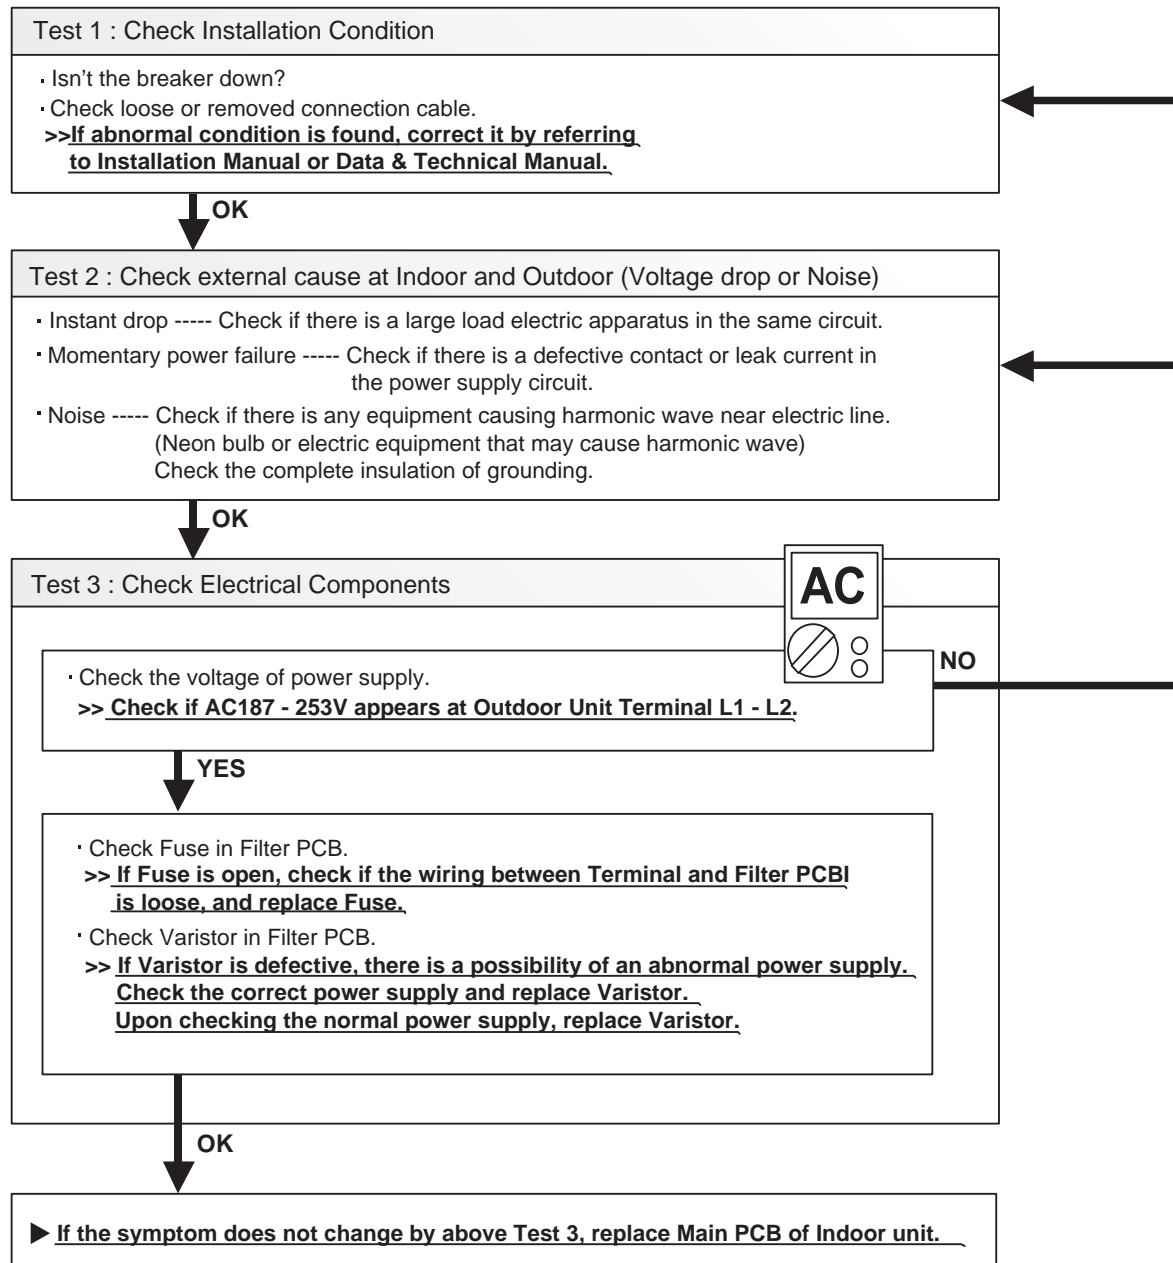 Test 1 : Check Installation Condition
· Isn't the breaker down?
· Check loose or removed connection cable.
>>If abnormal condition is found, correct it by referring
to Installation Manual or Data & Technical Manual.
OK
Test 2 : Check external cause at Indoor and Outdoor (Voltage drop or Noise)
· Instant drop ----- Check if there is a large load electric apparatus in the same circuit.
· Momentary power failure ----- Check if there is a defective contact or leak current in
the power supply circuit.
· Noise ----- Check if there is any equipment causing harmonic wave near electric line.
(Neon bulb or electric equipment that may cause harmonic wave)
Check the complete insulation of grounding.
OK
Test 3 : Check Electrical Components
AC
NO
· Check the voltage of power supply.
>> Check if AC187 - 253V appears at Outdoor Unit Terminal L1 - L2.
YES
· Check Fuse in Filter PCB.
>> If Fuse is open, check if the wiring between Terminal and Filter PCBI
is loose, and replace Fuse.
· Check Varistor in Filter PCB.
>> If Varistor is defective, there is a possibility of an abnormal power supply.
Check the correct power supply and replace Varistor.
Upon checking the normal power supply, replace Varistor.
OK
▶ If the symptom does not change by above Test 3, replace Main PCB of Indoor unit.